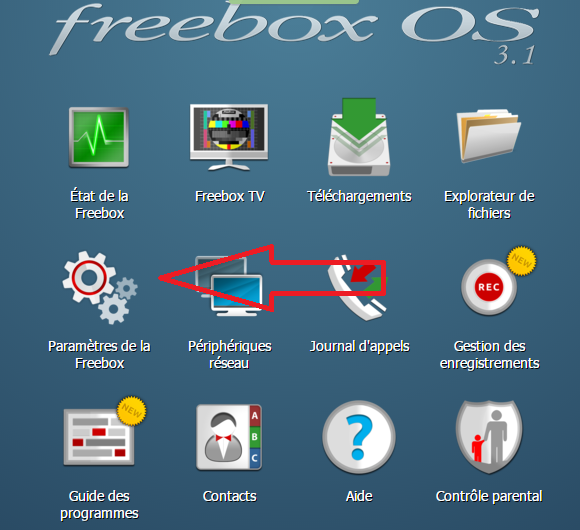 freebox OS
3.1
État de la
Freebox
Freebox TV
Téléchargements
Explorateur de
fichiers
NEW
REC
Paramètres de la
Freebox
Périphériques
réseau
Journal d'appels
Gestion des
enregistrements
NEW
A
B
C
?
Guide des
programmes
Contacts
Aide
Contrôle parental